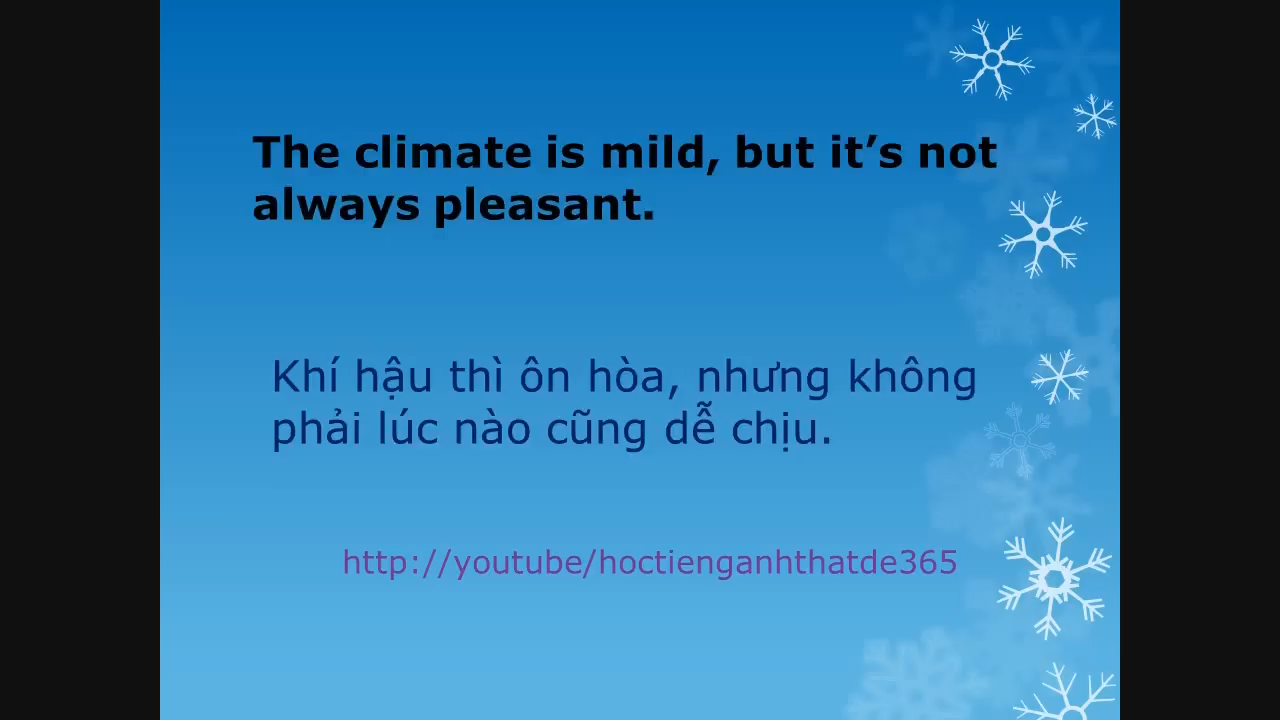 The climate is mild, but it’s not
always pleasant.
Khí hậu thì ôn hòa, nhưng không
phải lúc nào cũng dễ chịu.
http://youtube/hoctienganhthatde365